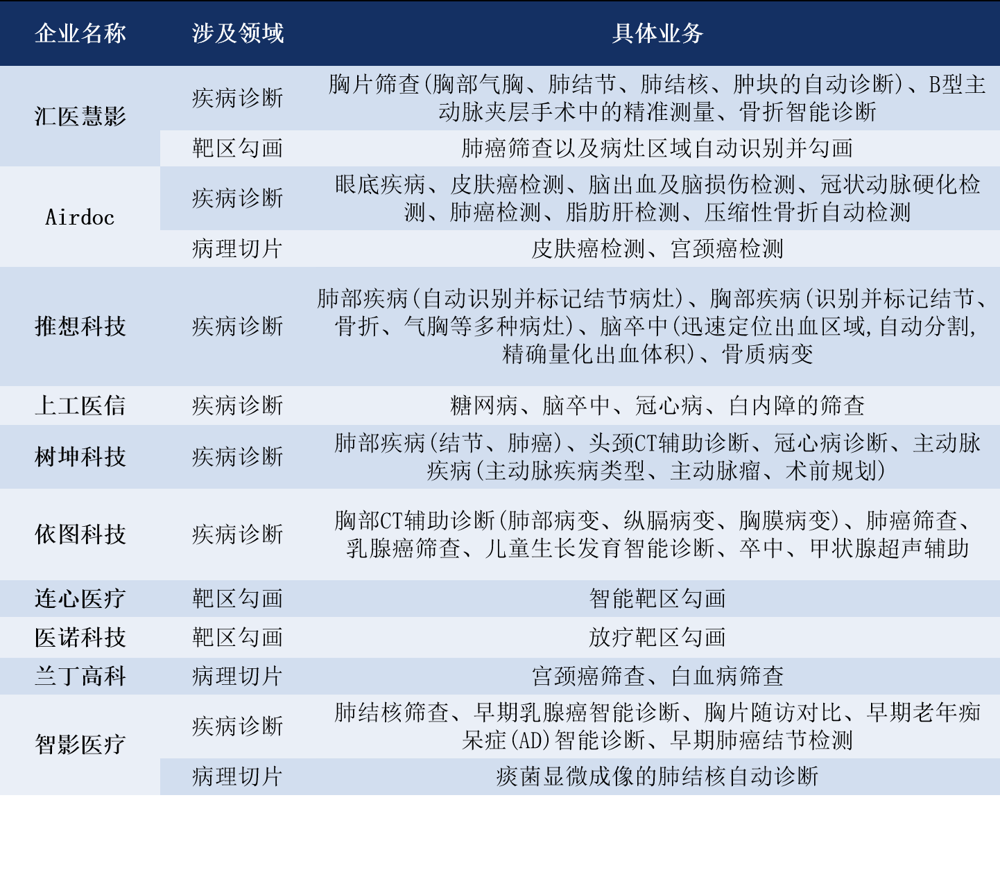 企业名称 涉及领域 具体业务
汇医慧影
疾病诊断
胸片筛查(胸部气胸、肺结节、肺结核、肿块的自动诊断)、B型主
动脉夹层手术中的精准测量、骨折智能诊断
靶区勾画 肺癌筛查以及病灶区域自动识别并勾画
Airdoc
疾病诊断
眼底疾病、皮肤癌检测、脑出血及脑损伤检测、冠状动脉硬化检
测、肺癌检测、脂肪肝检测、压缩性骨折自动检测
病理切片 皮肤癌检测、宫颈癌检测
推想科技
疾病诊断
肺部疾病(自动识别并标记结节病灶)、胸部疾病(识别并标记结节、
骨折、气胸等多种病灶)、脑卒中(迅速定位出血区域,自动分割,
精确量化出血体积)、骨质病变
上工医信 疾病诊断 糖网病、脑卒中、冠心病、白内障的筛查
树坤科技 疾病诊断
肺部疾病(结节、肺癌)、头颈CT辅助诊断、冠心病诊断、主动脉
疾病(主动脉疾病类型、主动脉瘤、术前规划)
依图科技 疾病诊断
胸部CT辅助诊断(肺部病变、纵膈病变、胸膜病变)、肺癌筛查、
乳腺癌筛查、儿童生长发育智能诊断、卒中、甲状腺超声辅助
连心医疗 靶区勾画 智能靶区勾画
医诺科技 靶区勾画 放疗靶区勾画
兰丁高科 病理切片 宫颈癌筛查、白血病筛查
智影医疗
疾病诊断
肺结核筛查、早期乳腺癌智能诊断、胸片随访对比、早期老年痴
呆症(AD)智能诊断、早期肺癌结节检测
病理切片 痰菌显微成像的肺结核自动诊断